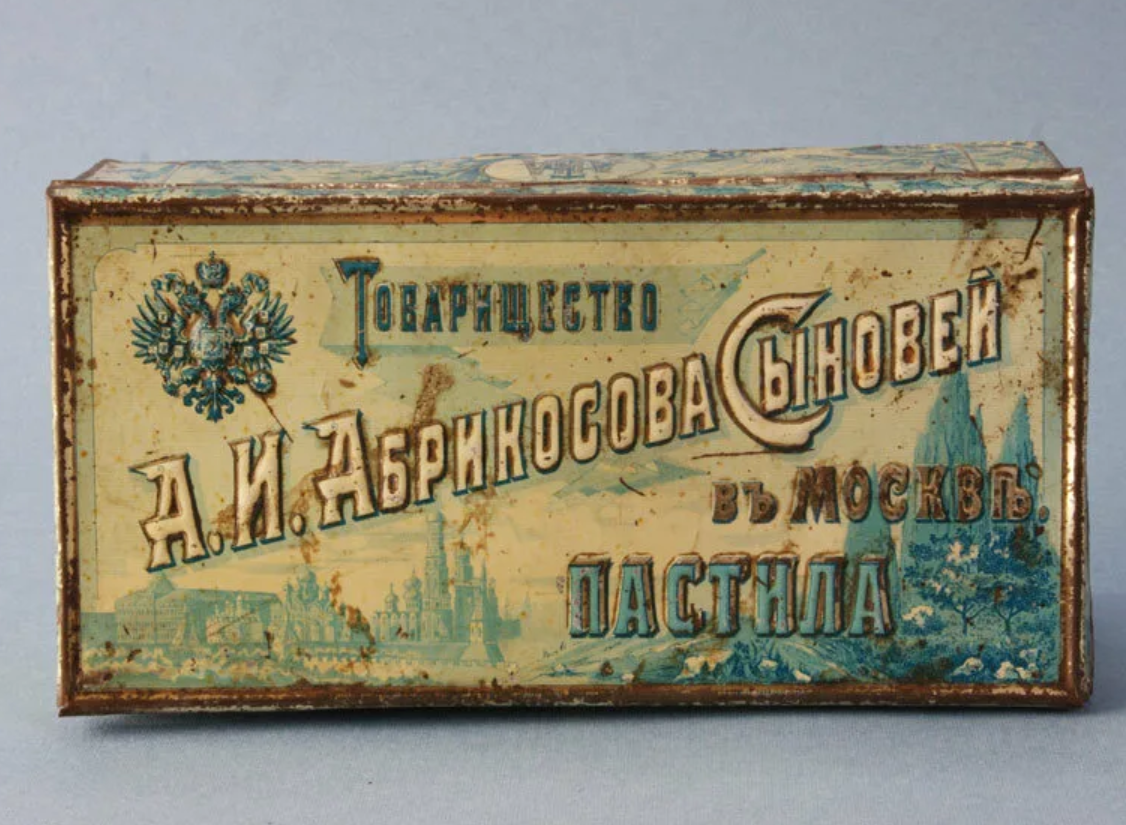 Товарищество
А. И. Абрикосова Сыновей
въ Москвѣ.
ПАСТИЛА